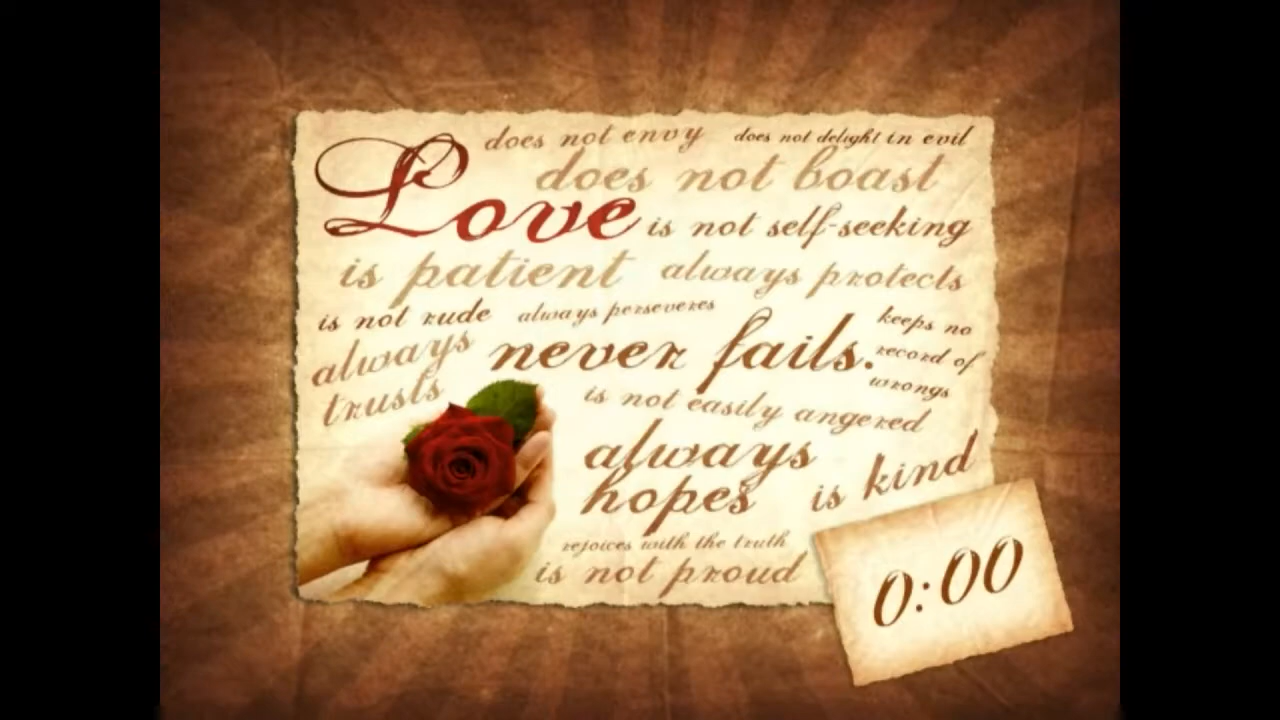 does not envy
does not delight in evil
does not boast
Love
is not self-seeking
is patient
always protects
is not rude
always perseveres
keeps no
record of
wrongs
always
trusts
never fails.
is not easily angered
always
hopes
is kind
rejoices with the truth
is not proud
0:00